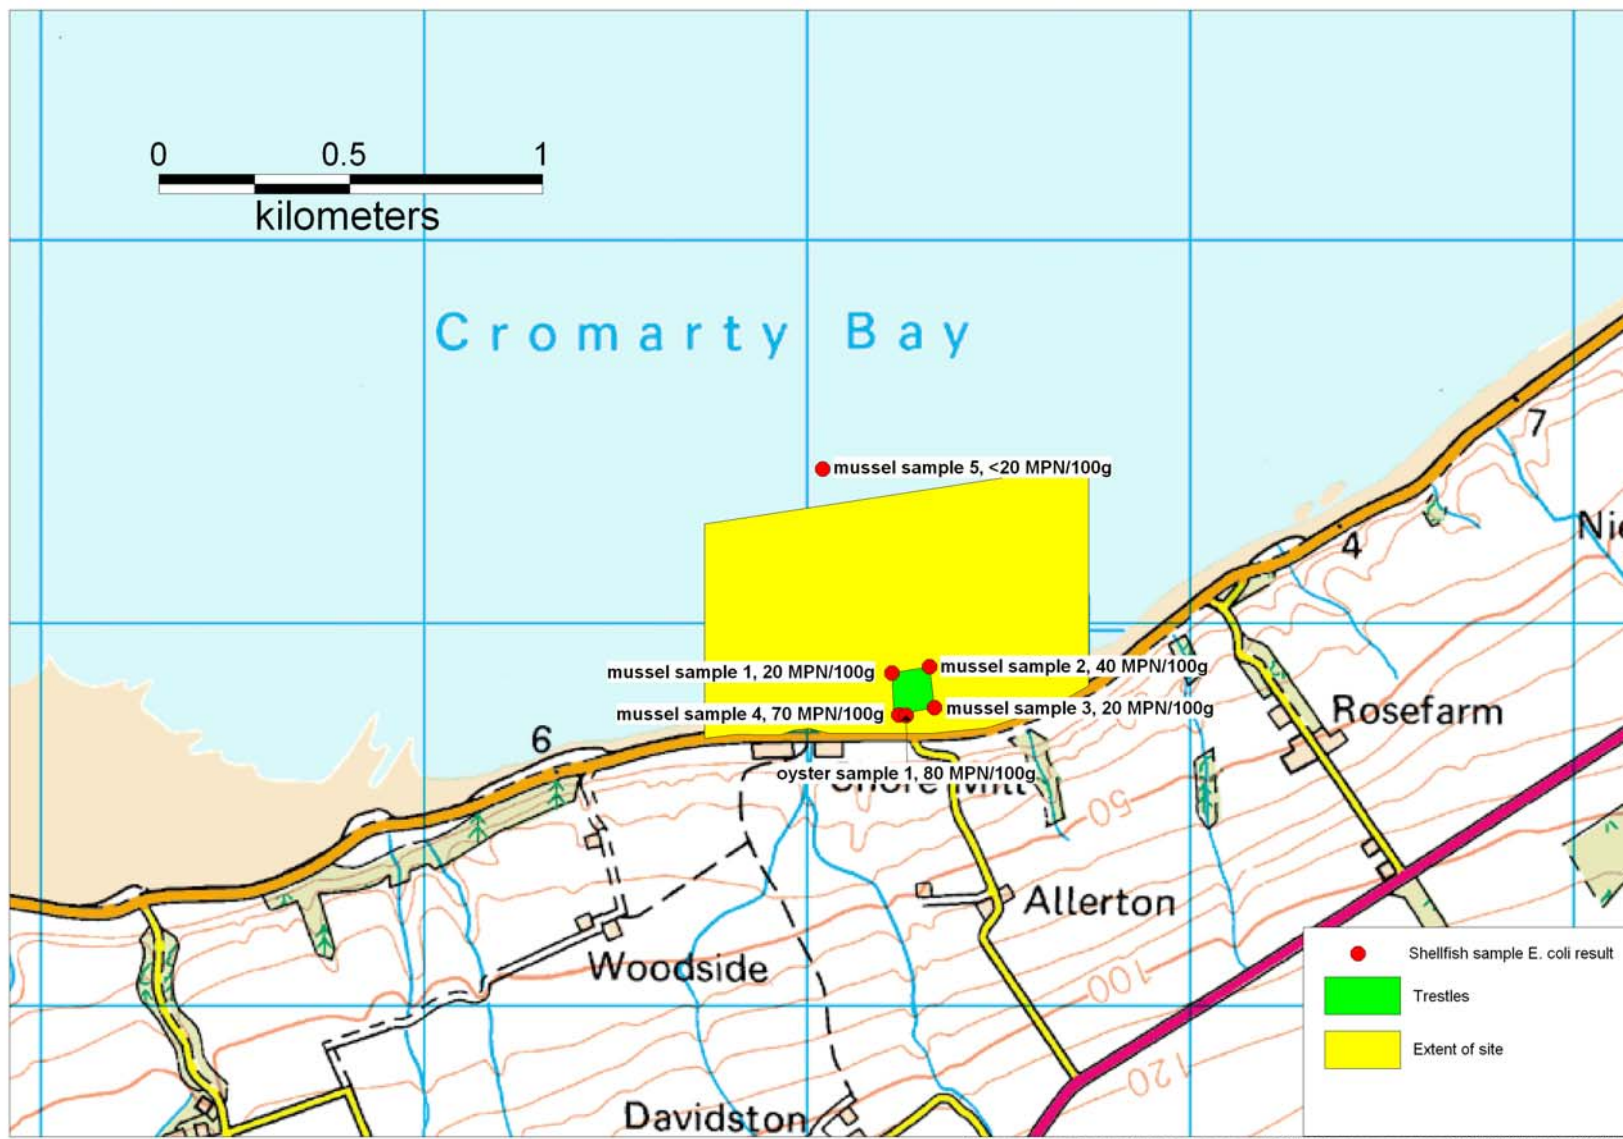 0 0.5 1
kilometers
Cromarty Bay
7
mussel sample 5, <20 MPN/100g
4
mussel sample 1, 20 MPN/100g
mussel sample 2, 40 MPN/100g
mussel sample 4, 70 MPN/100g
mussel sample 3, 20 MPN/100g
Rosefarm
6
oyster sample 1, 80 MPN/100g
Shore Mill
50
Allerton
Woodside
100
120
Davidston
Shellfish sample E. coli result
Trestles
Extent of site